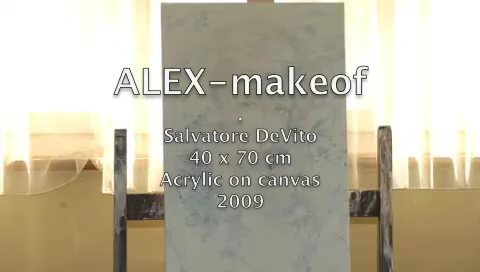 ALEX-makeof
.
Salvatore DeVito
40 x 70 cm
Acrylic on canvas
2009